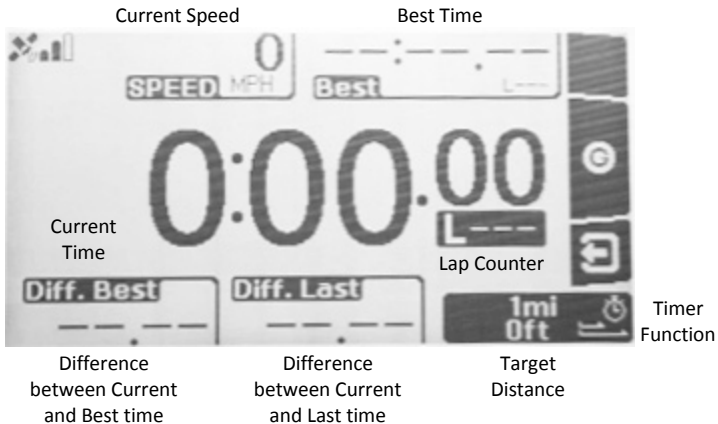 Current Speed
Best Time
0
SPEED MPH
--:--.--
Best L---
0:00.00
L---
G
Current
Time
Lap Counter
Diff. Best
--.--
Diff. Last
--.--
1mi
0ft
Timer
Function
Difference
between Current
and Best time
Difference
between Current
and Last time
Target
Distance